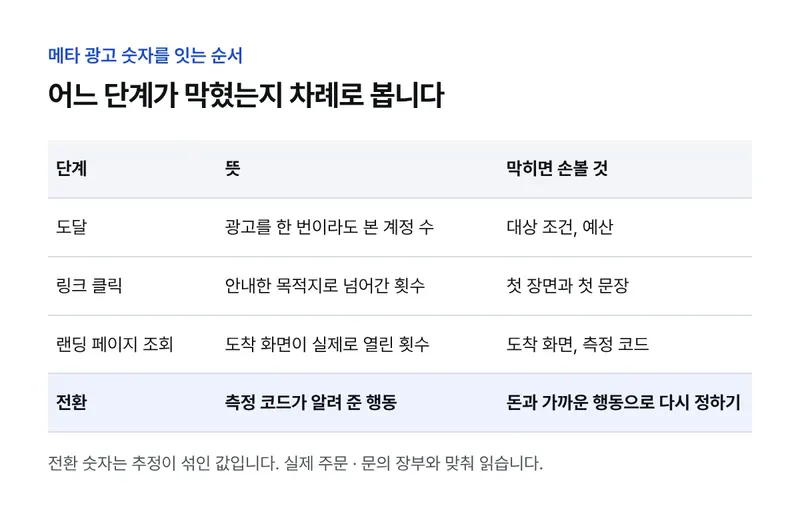 메타 광고 숫자를 잇는 순서
어느 단계가 막혔는지 차례로 봅니다
단계 뜻 막히면 손볼 것
도달 광고를 한 번이라도 본 계정 수 대상 조건, 예산
링크 클릭 안내한 목적지로 넘어간 횟수 첫 장면과 첫 문장
랜딩 페이지 조회 도착 화면이 실제로 열린 횟수 도착 화면, 측정 코드
전환 측정 코드가 알려 준 행동 돈과 가까운 행동으로 다시 정하기
전환 숫자는 추정이 섞인 값입니다. 실제 주문 · 문의 장부와 맞춰 읽습니다.